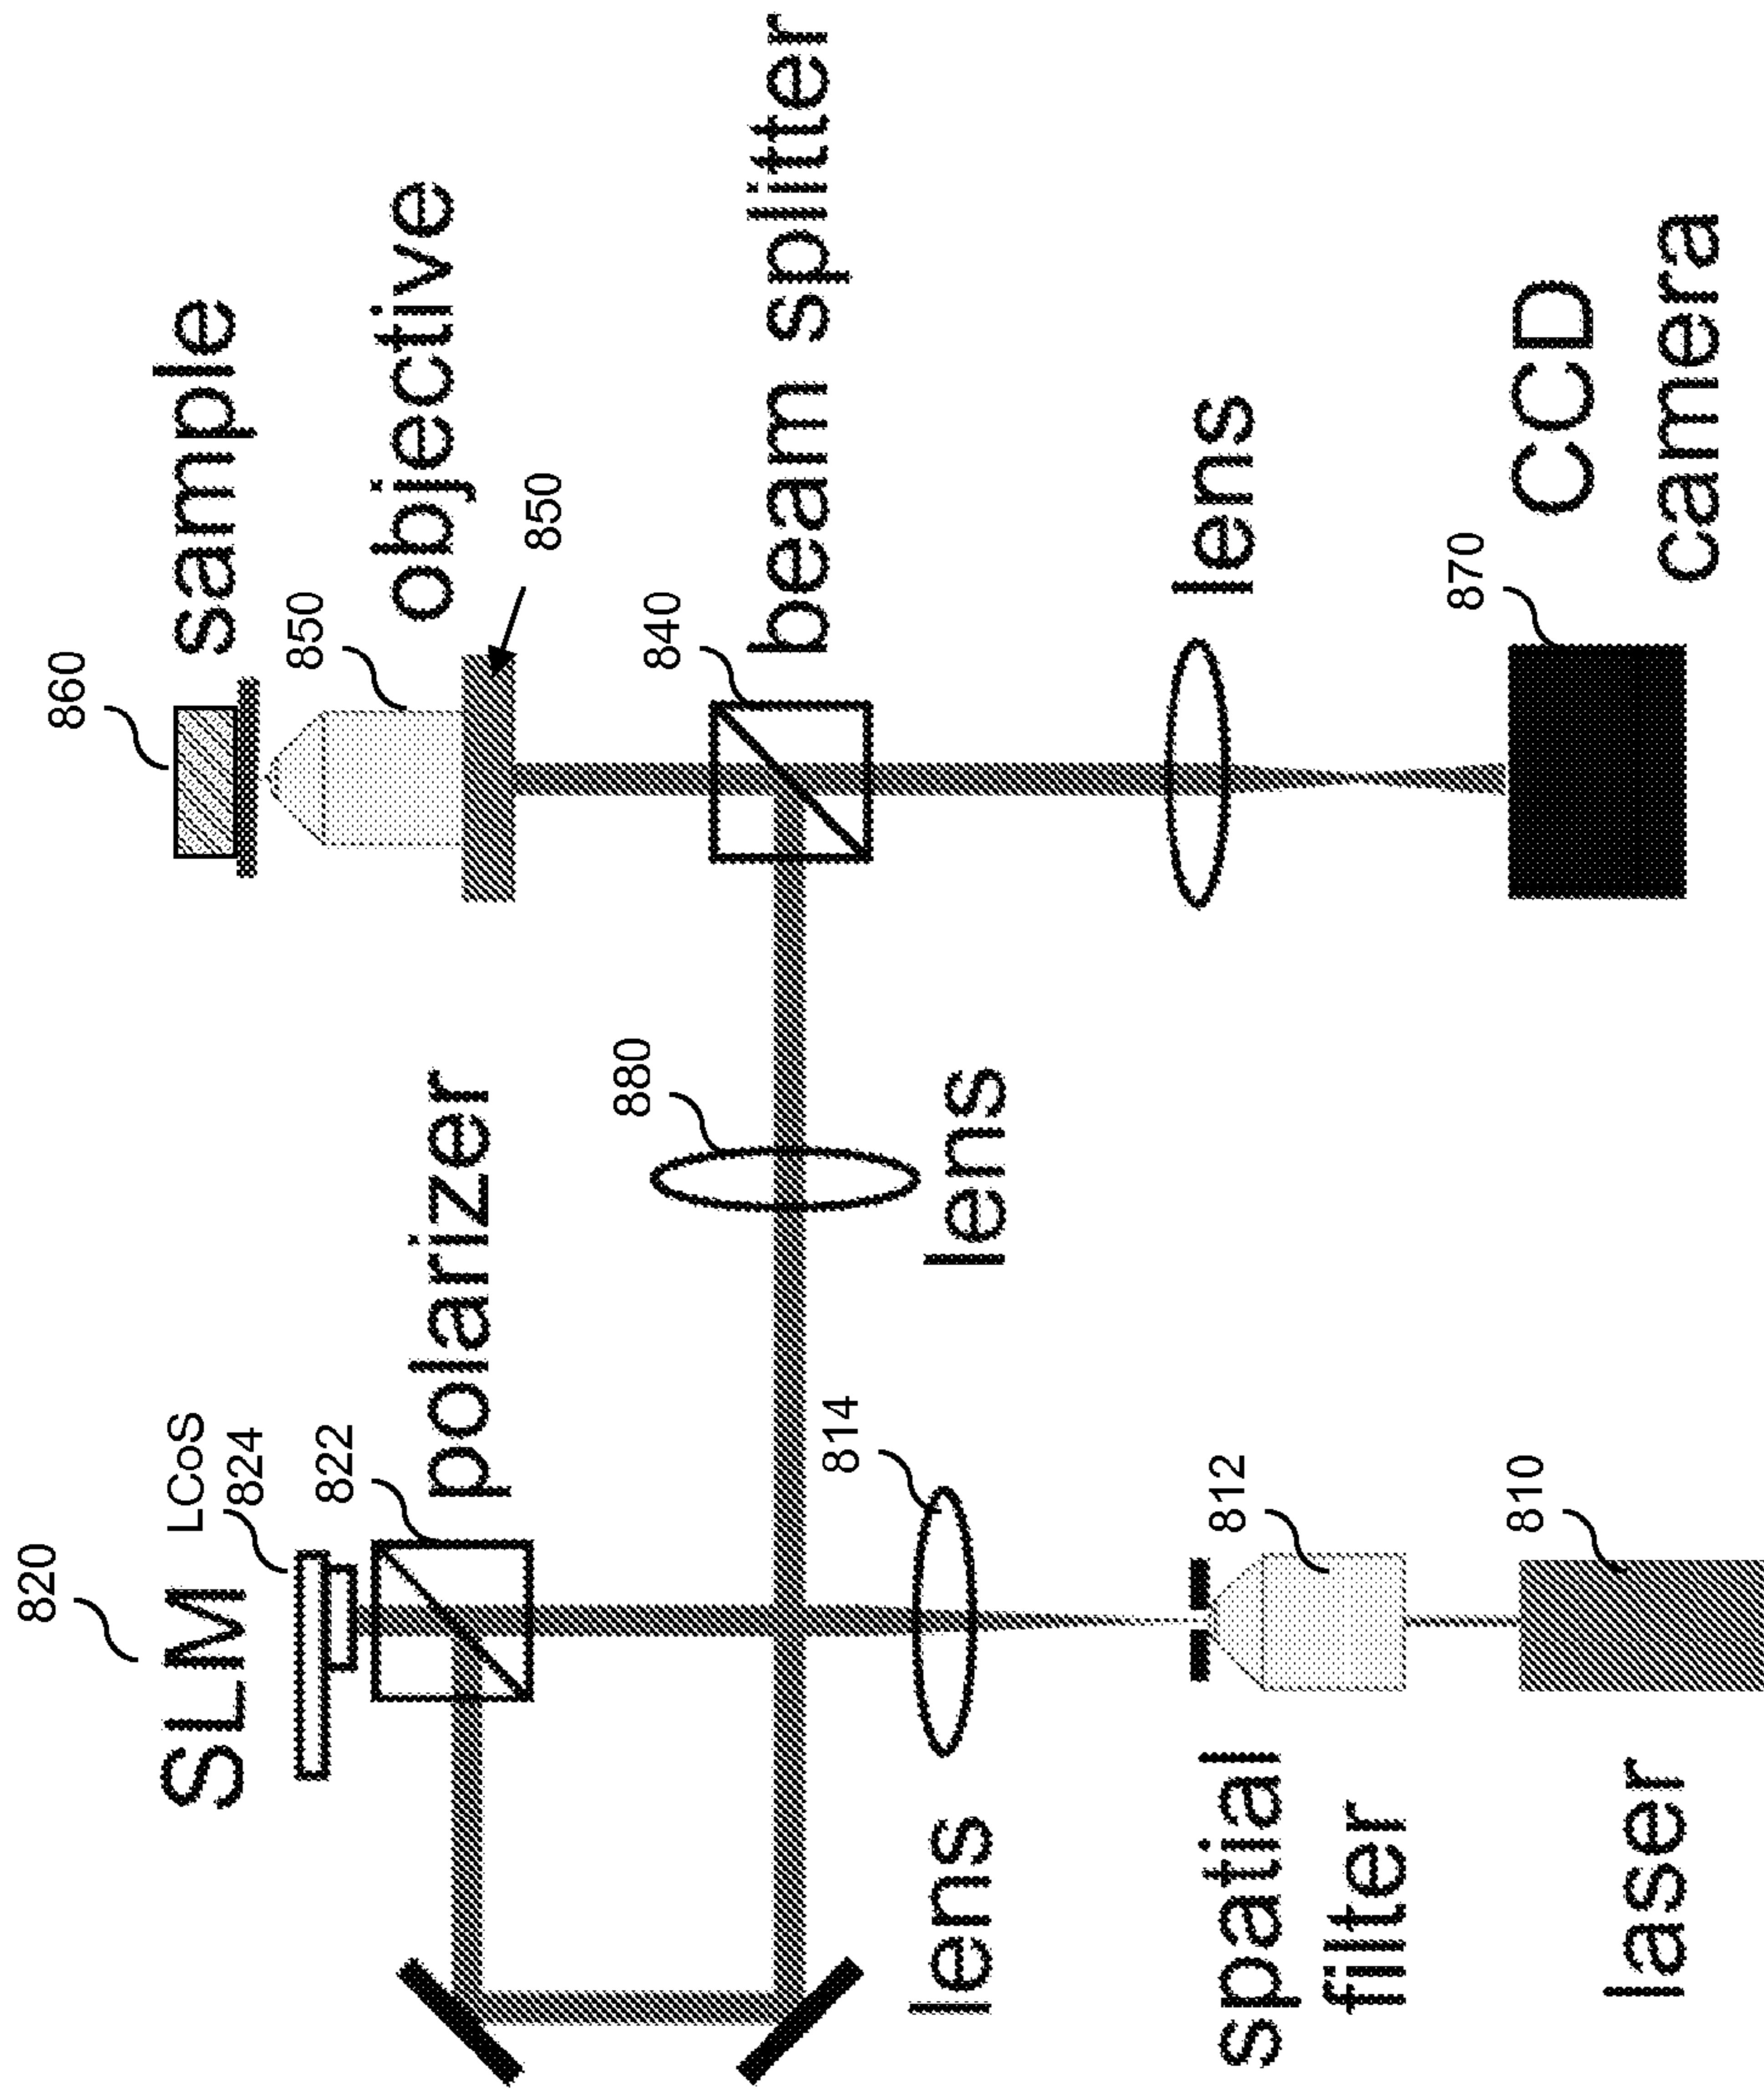 820
SLM
LCoS
824
822
polarizer
860
sample
850
objective
850
840
beam splitter
880
lens
814
lens
812
spatial
filter
810
laser
lens
870
CCD
camera